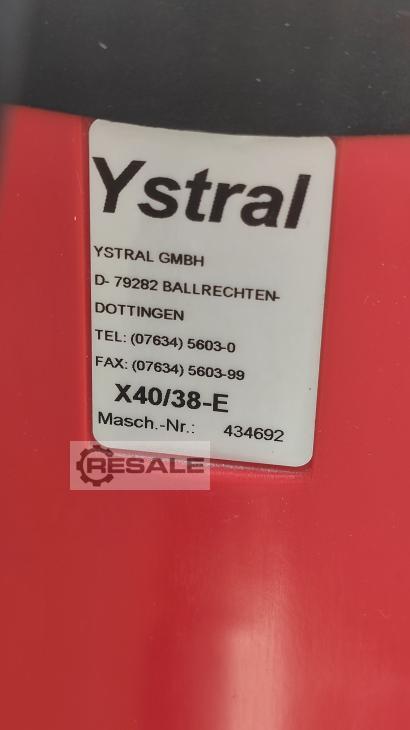 Ystral
YSTRAL GMBH
D- 79282 BALLRECHTEN-
DOTTINGEN
TEL: (07634) 5603-0
FAX: (07634) 5603-99
X40/38-E
Masch.-Nr.: 434692
RESALE